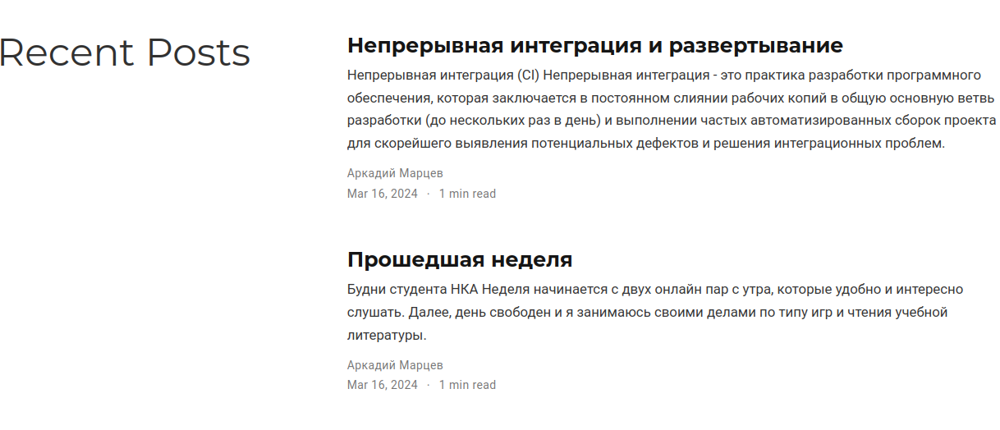 Recent Posts
Непрерывная интеграция и развертывание
Непрерывная интеграция (CI) Непрерывная интеграция - это практика разработки программного
обеспечения, которая заключается в постоянном слиянии рабочих копий в общую основную ветвь
разработки (до нескольких раз в день) и выполнении частых автоматизированных сборок проекта
для скорейшего выявления потенциальных дефектов и решения интеграционных проблем.
Аркадий Марцев
Mar 16, 2024 · 1 min read
Прошедшая неделя
Будни студента НКА Неделя начинается с двух онлайн пар с утра, которые удобно и интересно
слушать. Далее, день свободен и я занимаюсь своими делами по типу игр и чтения учебной
литературы.
Аркадий Марцев
Mar 16, 2024 · 1 min read